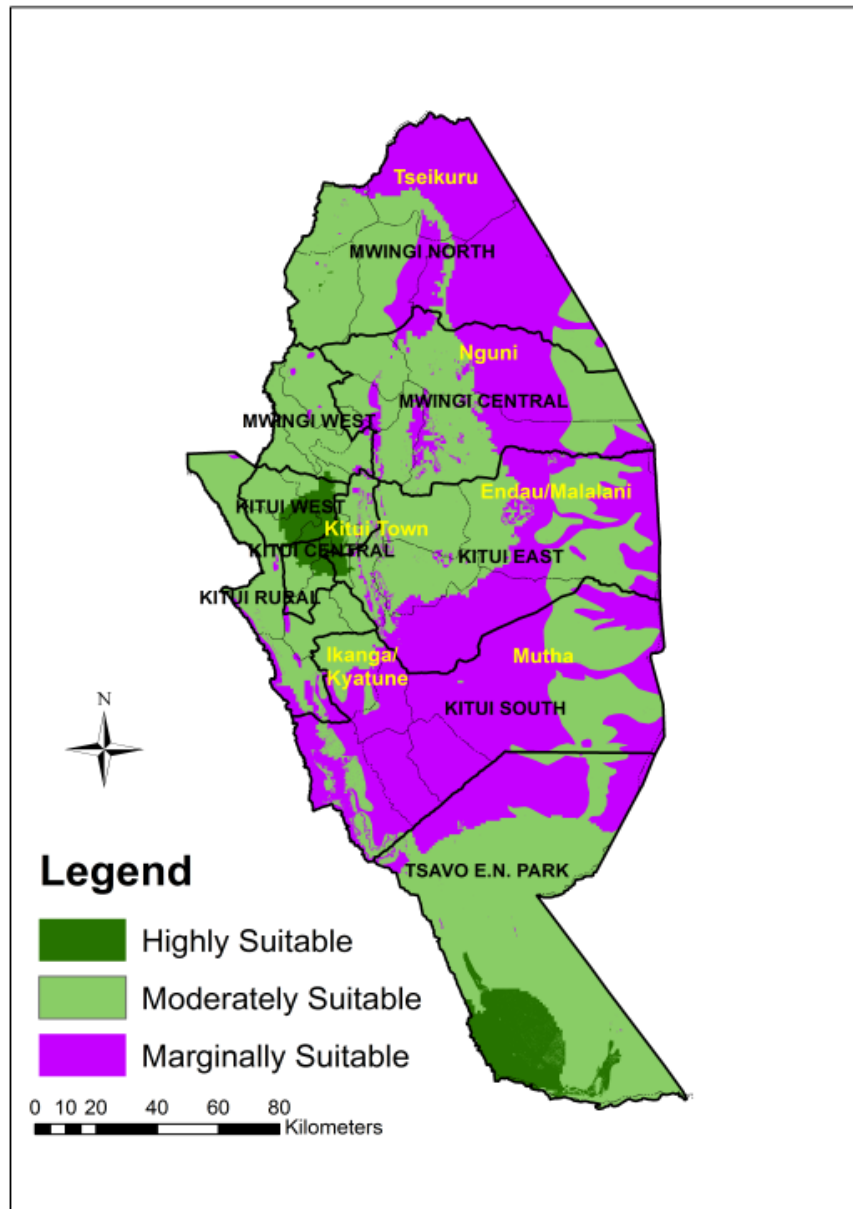 Tseikuru
MWINGI NORTH
Nguni
MWINGI CENTRAL
MWINGI WEST
Endau/Malalani
KITUI WEST
Kitui Town
KITUI CENTRAL
KITUI EAST
KITUI RURAL
Ikanga/
Kyatune
Mutha
KITUI SOUTH
N
TSAVO E.N. PARK
Legend
Highly Suitable
Moderately Suitable
Marginally Suitable
0 10 20 40 60 80
Kilometers